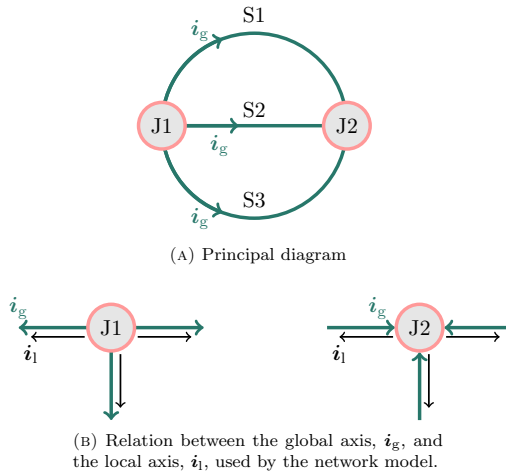 S1
i_g
J1
S2
J2
i_g
S3
i_g
(A) Principal diagram
i_g
J1
i_l
i_g
J2
i_l
(B) Relation between the global axis, i_g, and
the local axis, i_l, used by the network model.